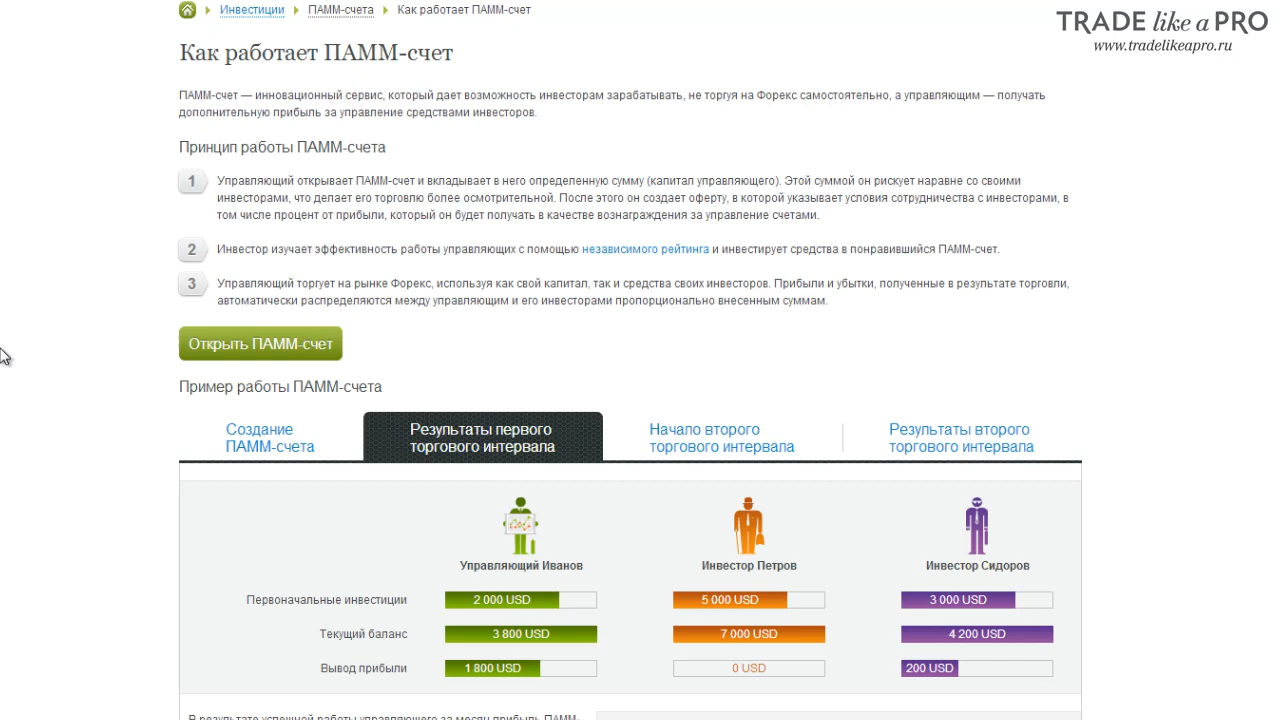 Инвестиции ПАММ-счета Как работает ПАММ-счет
TRADE like a PRO
www.tradelikeapro.ru
Как работает ПАММ-счет
ПАММ-счет — инновационный сервис, который дает возможность инвесторам зарабатывать, не торгуя на Форекс самостоятельно, а управляющим — получать
дополнительную прибыль за управление средствами инвесторов.
Принцип работы ПАММ-счета
1 Управляющий открывает ПАММ-счет и вкладывает в него определенную сумму (капитал управляющего). Этой суммой он рискует наравне со своими
инвесторами, что делает его торговлю более осмотрительной. После этого он создает оферту, в которой указывает условия сотрудничества с инвесторами, в
том числе процент от прибыли, который он будет получать в качестве вознаграждения за управление счетами.
2 Инвестор изучает эффективность работы управляющих с помощью независимого рейтинга и инвестирует средства в понравившийся ПАММ-счет.
3 Управляющий торгует на рынке Форекс, используя как свой капитал, так и средства своих инвесторов. Прибыли и убытки, полученные в результате торговли,
автоматически распределяются между управляющим и его инвесторами пропорционально внесенным суммам.
Открыть ПАММ-счет
Пример работы ПАММ-счета
Создание
ПАММ-счета
Результаты первого
торгового интервала
Начало второго
торгового интервала
Результаты второго
торгового интервала
Управляющий Иванов Инвестор Петров Инвестор Сидоров
Первоначальные инвестиции 2 000 USD 5 000 USD 3 000 USD
Текущий баланс 3 800 USD 7 000 USD 4 200 USD
Вывод прибыли 1 800 USD 0 USD 200 USD
В результате успешной работы управляющего за месяц прибыль ПАММ-